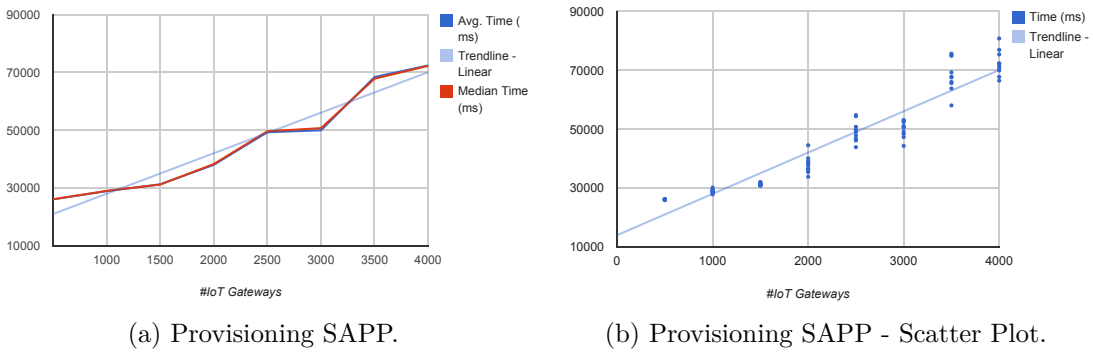 90000
70000
50000
30000
10000
1000 1500 2000 2500 3000 3500 4000
#IoT Gateways
Avg. Time (
ms)
Trendline -
Linear
Median Time
(ms)
(a) Provisioning SAPP.
90000
70000
50000
30000
10000
0 1000 2000 3000 4000
#IoT Gateways
Time (ms)
Trendline -
Linear
(b) Provisioning SAPP - Scatter Plot.